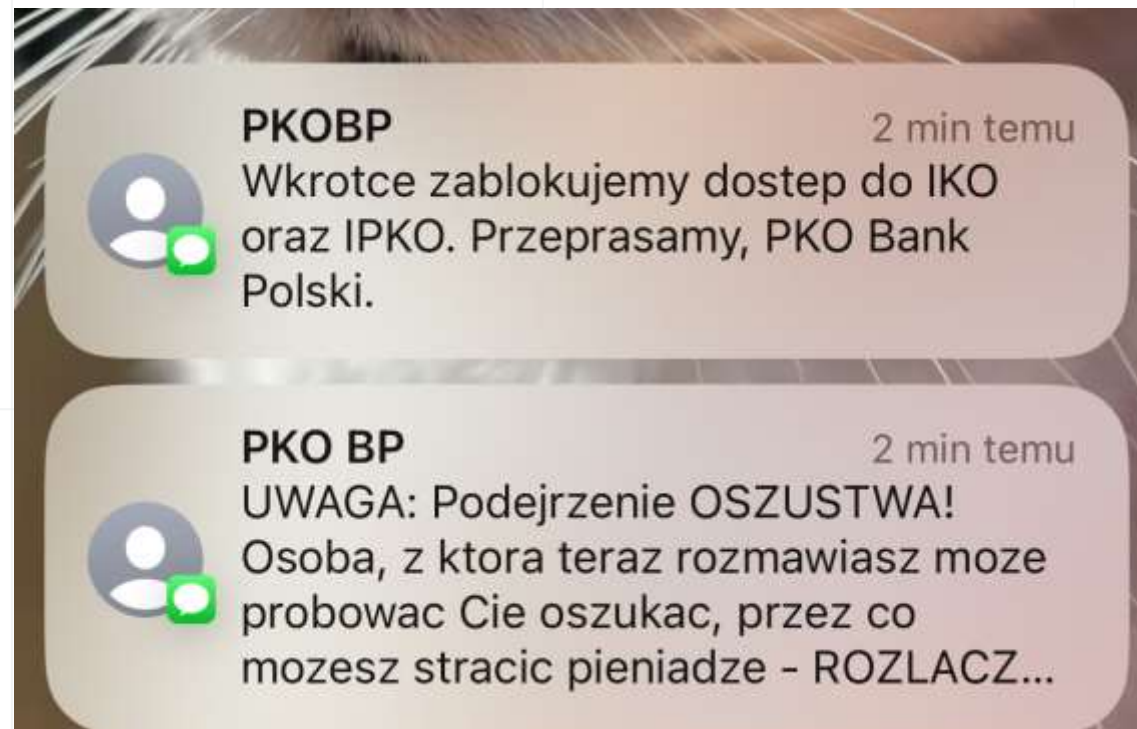 PKOBP
2 min temu
Wkrotce zablokujemy dostep do IKO
oraz IPKO. Przeprasamy, PKO Bank
Polski.
PKO BP
2 min temu
UWAGA: Podejrzenie OSZUSTWA!
Osoba, z ktora teraz rozmawiasz moze
probowac Cie oszukac, przez co
mozesz stracic pieniadze - ROZLACZ...